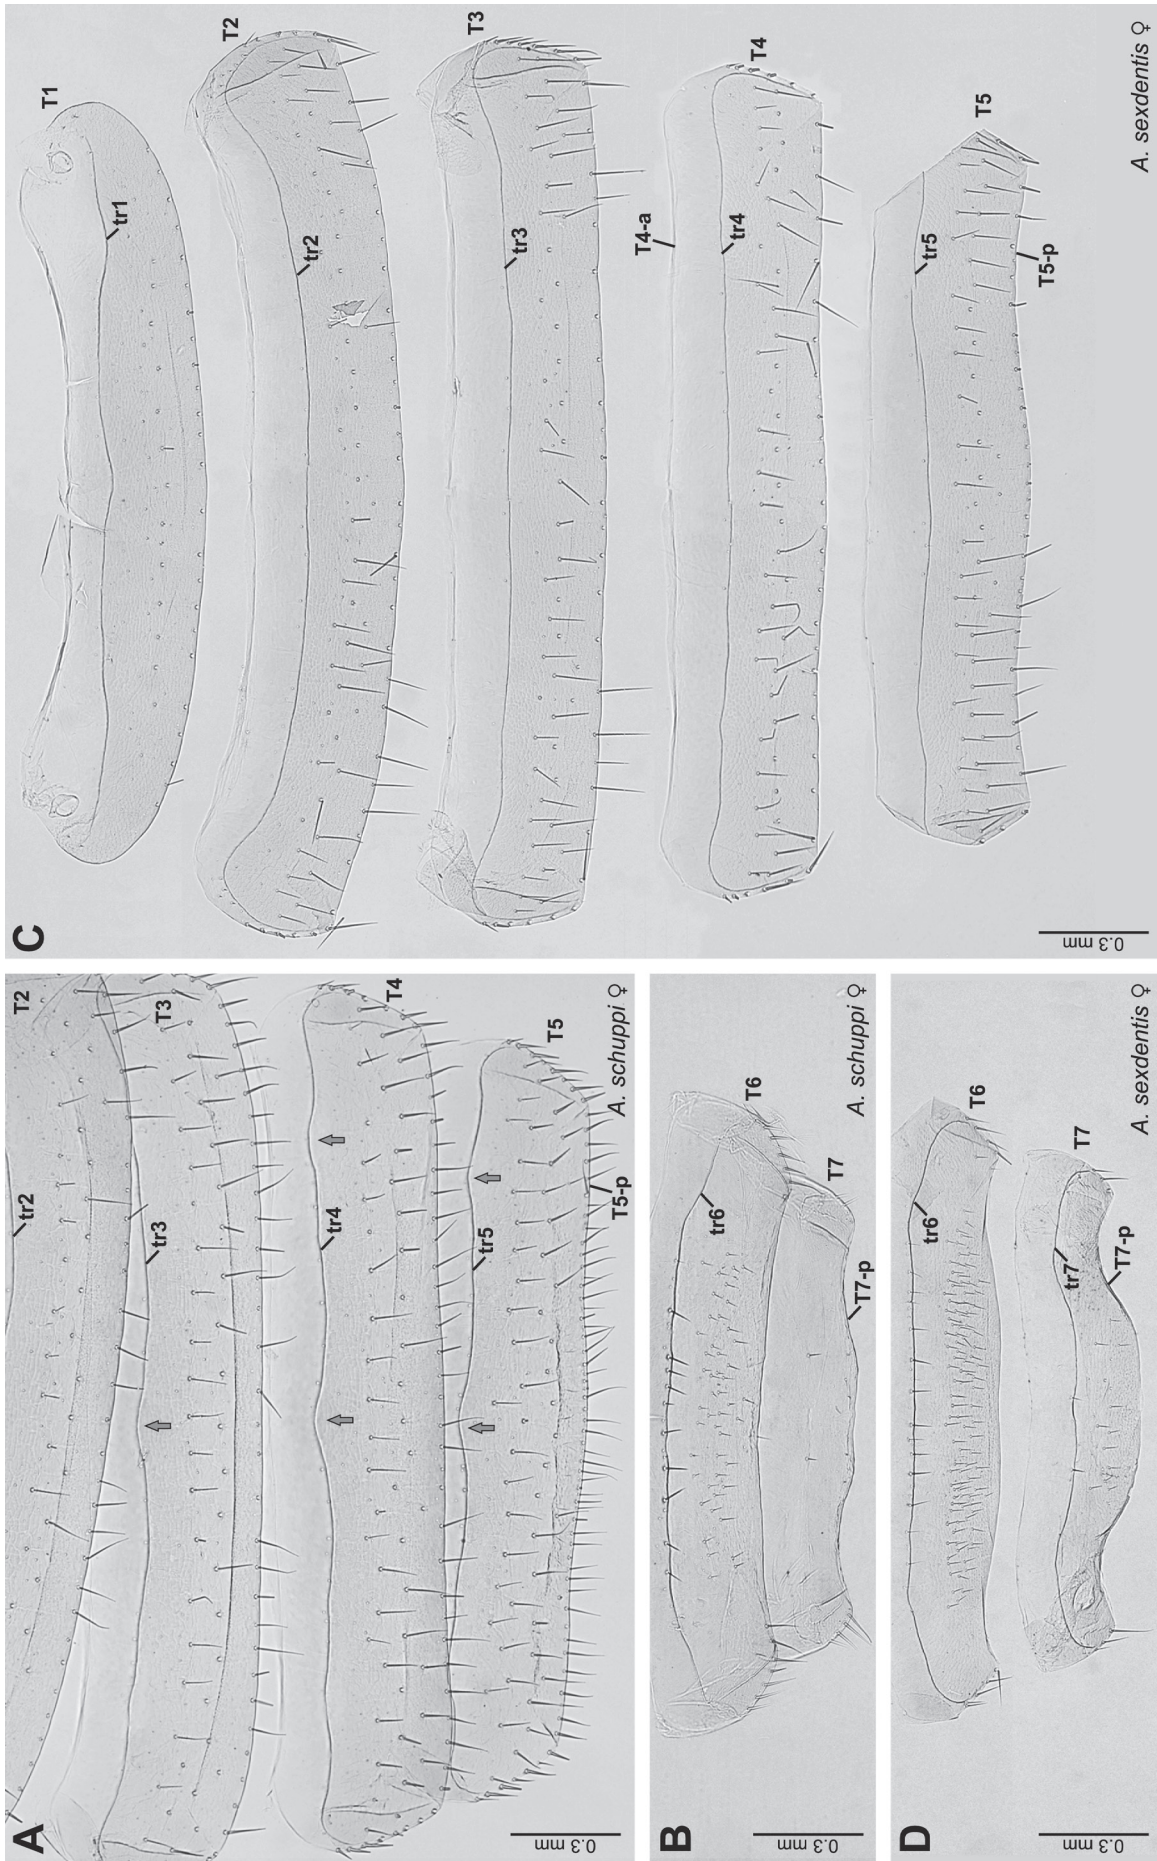 A
T2
tr2
T3
tr3
T4
tr4
T5
tr5
T5-p
0.3 mm
A. schuppi ♀
B
T6
tr6
T7
T7-p
0.3 mm
A. schuppi ♀
C
T1
tr1
T2
tr2
T3
tr3
T4
T4-a
tr4
T5
tr5
T5-p
0.3 mm
A. sexdentis ♀
D
T6
tr6
T7
tr7
T7-p
0.3 mm
A. sexdentis ♀